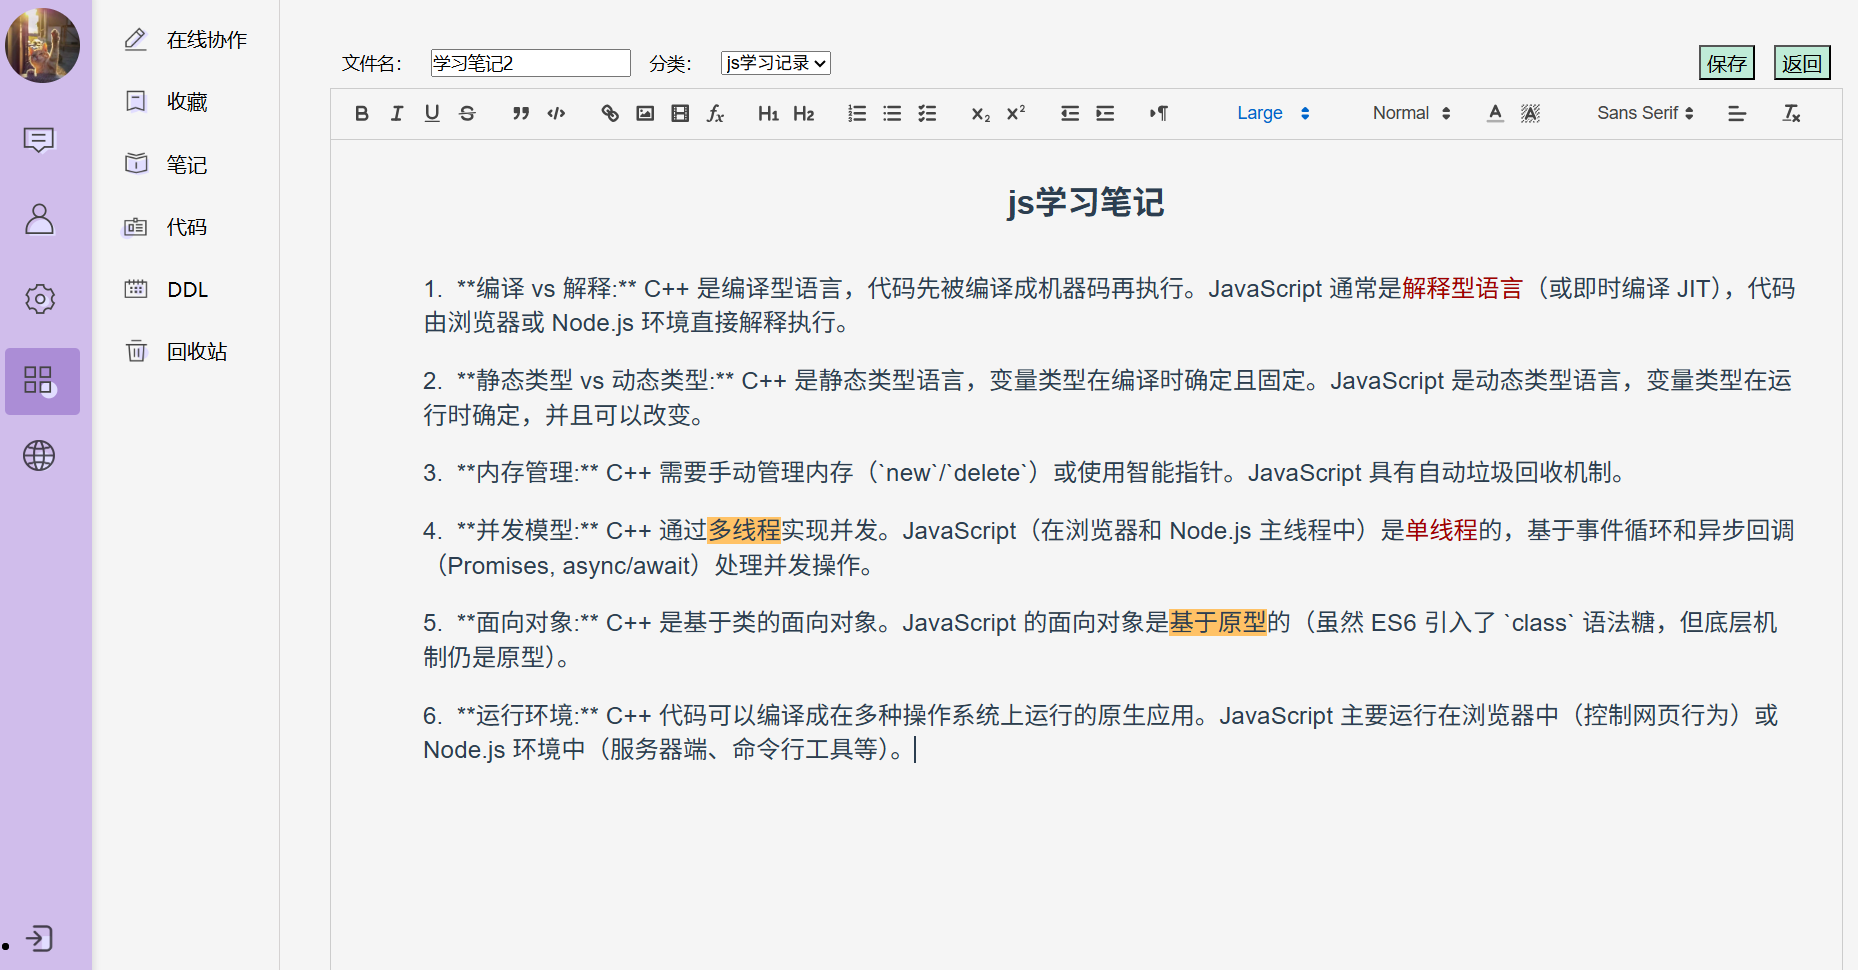 在线协作
收藏
笔记
代码
DDL
回收站
文件名： 学习笔记2 分类： js学习记录 保存 返回
B I U S H1 H2 x2 x2 Large Normal A A Sans Serif Tx
js学习笔记
1. **编译 vs 解释:** C++ 是编译型语言，代码先被编译成机器码再执行。JavaScript 通常是解释型语言（或即时编译 JIT），代码
由浏览器或 Node.js 环境直接解释执行。
2. **静态类型 vs 动态类型:** C++ 是静态类型语言，变量类型在编译时确定且固定。JavaScript 是动态类型语言，变量类型在运
行时确定，并且可以改变。
3. **内存管理:** C++ 需要手动管理内存（`new`/`delete`）或使用智能指针。JavaScript 具有自动垃圾回收机制。
4. **并发模型:** C++ 通过多线程实现并发。JavaScript（在浏览器和 Node.js 主线程中）是单线程的，基于事件循环和异步回调
（Promises, async/await）处理并发操作。
5. **面向对象:** C++ 是基于类的面向对象。JavaScript 的面向对象是基于原型的（虽然 ES6 引入了 `class` 语法糖，但底层机
制仍是原型）。
6. **运行环境:** C++ 代码可以编译成在多种操作系统上运行的原生应用。JavaScript 主要运行在浏览器中（控制网页行为）或
Node.js 环境中（服务器端、命令行工具等）。